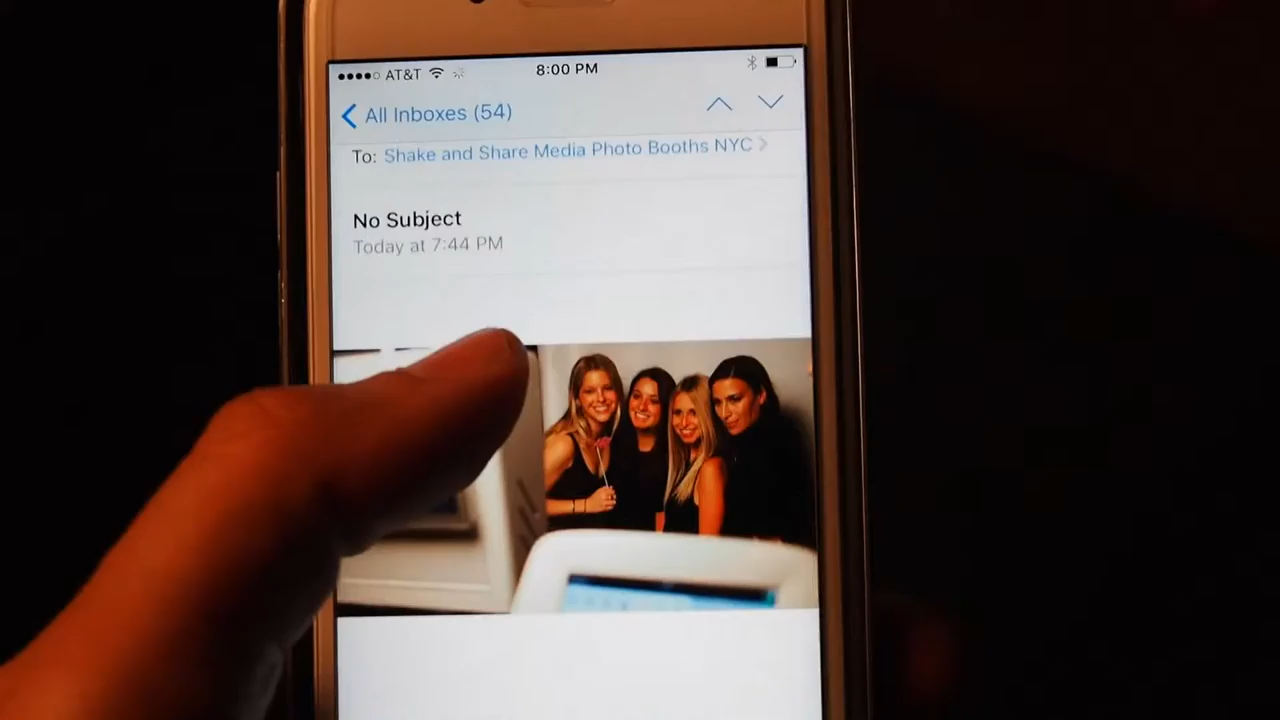 AT&T 8:00 PM
All Inboxes (54)
To: Shake and Share Media Photo Booths NYC
No Subject
Today at 7:44 PM